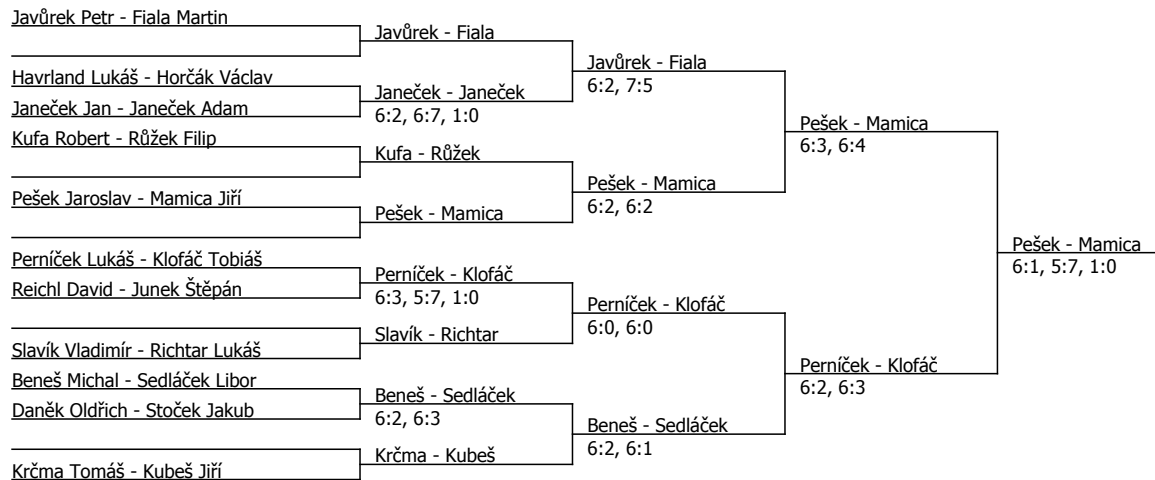 Javůrek Petr - Fiala Martin
Javůrek - Fiala
Javůrek - Fiala
6:2, 7:5
Havrland Lukáš - Horčák Václav
Janeček - Janeček
6:2, 6:7, 1:0
Janeček Jan - Janeček Adam
Pešek - Mamica
6:3, 6:4
Kufa Robert - Růžek Filip
Kufa - Růžek
Pešek - Mamica
6:2, 6:2
Pešek Jaroslav - Mamica Jiří
Pešek - Mamica
Pešek - Mamica
6:1, 5:7, 1:0
Perníček Lukáš - Klofáč Tobiáš
Perníček - Klofáč
6:3, 5:7, 1:0
Reichl David - Junek Štěpán
Perníček - Klofáč
6:0, 6:0
Slavík - Richtar
Slavík Vladimír - Richtar Lukáš
Perníček - Klofáč
6:2, 6:3
Beneš Michal - Sedláček Libor
Beneš - Sedláček
6:2, 6:3
Daněk Oldřich - Stoček Jakub
Beneš - Sedláček
6:2, 6:1
Krčma - Kubeš
Krčma Tomáš - Kubeš Jiří